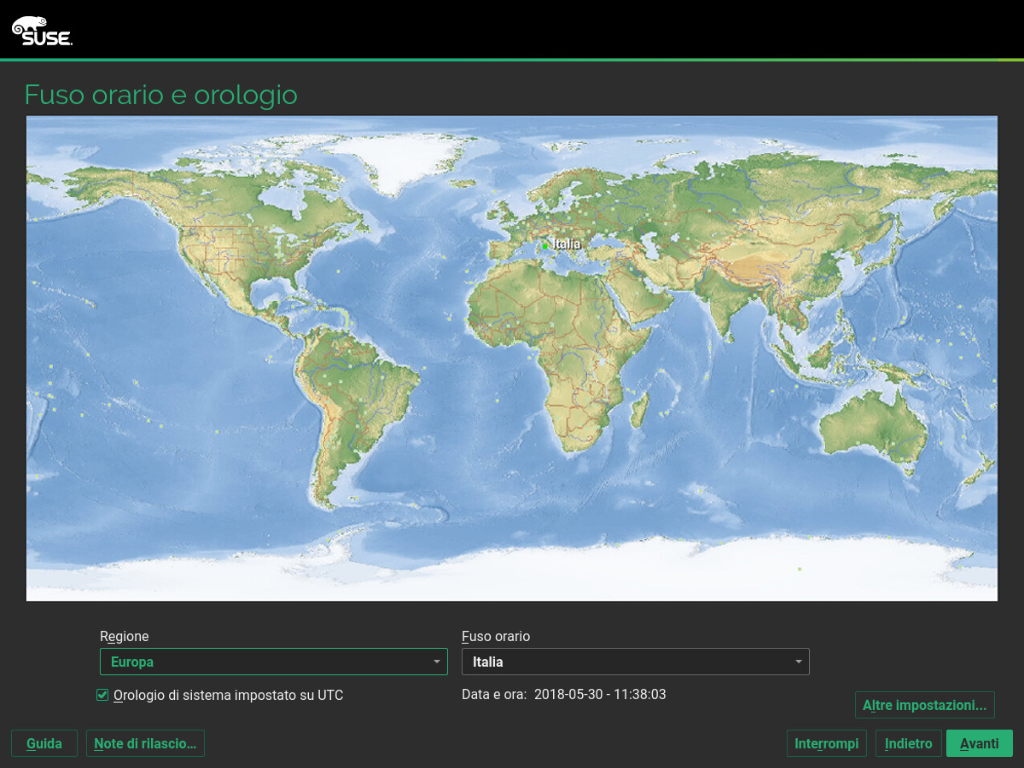 SUSE.
Fuso orario e orologio
Italia
Regione
Fuso orario
Europa
Italia
Orologio di sistema impostato su UTC
Data e ora: 2018-05-30 - 11:38:03
Altre impostazioni...
Guida
Note di rilascio...
Interrompi
Indietro
Avanti